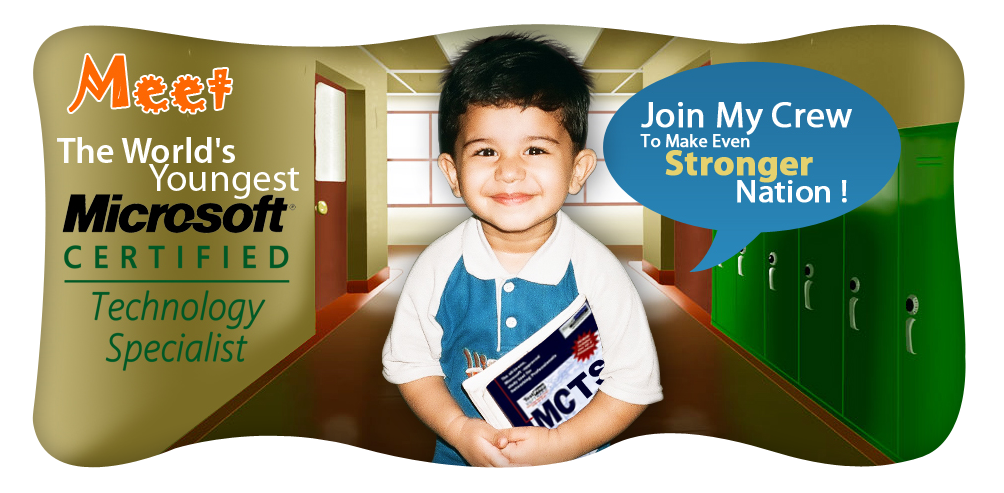 Meet
The World's
Youngest
Microsoft®
CERTIFIED
Technology
Specialist
Join My Crew
To Make Even
Stronger
Nation !
MCTS